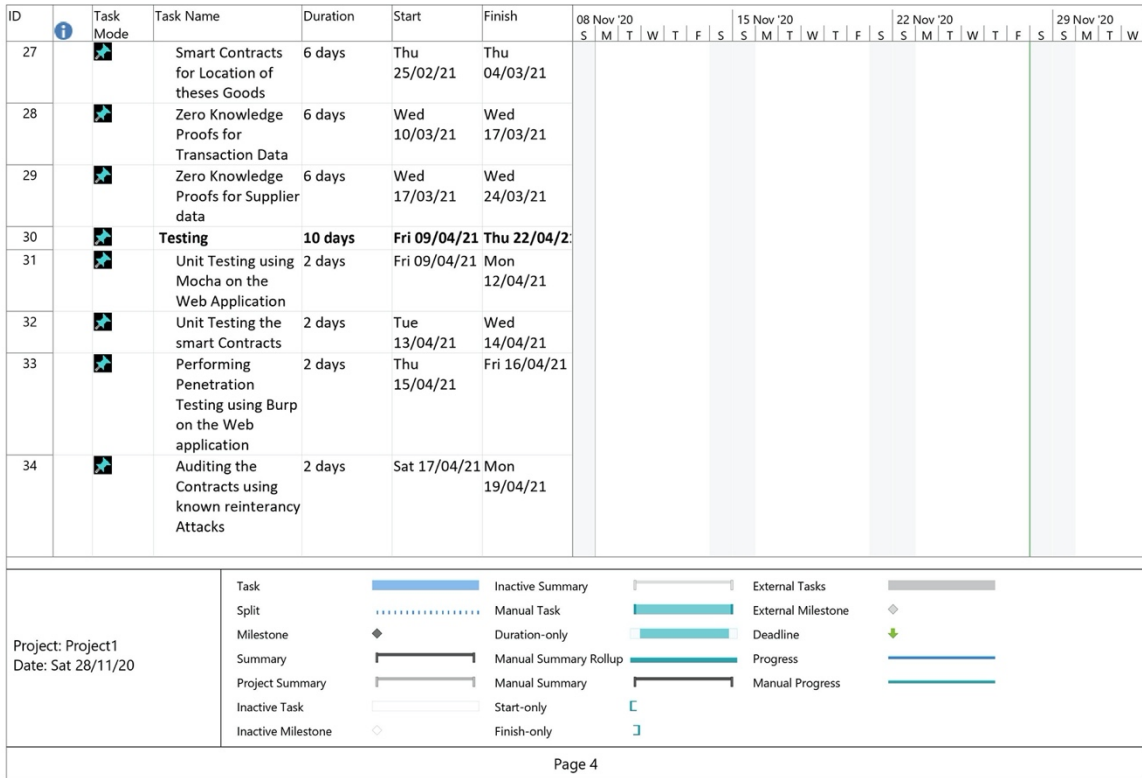 ID Task Mode Task Name Duration Start Finish 08 Nov '20 15 Nov '20 22 Nov '20 29 Nov '20
S M T W T F S S M T W T F S S M T W T F S S M T W
27 Smart Contracts 6 days Thu Thu
for Location of 25/02/21 04/03/21
theses Goods
28 Zero Knowledge 6 days Wed Wed
Proofs for 10/03/21 17/03/21
Transaction Data
29 Zero Knowledge 6 days Wed Wed
Proofs for Supplier 17/03/21 24/03/21
data
30 Testing 10 days Fri 09/04/21 Thu 22/04/2
31 Unit Testing using 2 days Fri 09/04/21 Mon
Mocha on the 12/04/21
Web Application
32 Unit Testing the 2 days Tue Wed
smart Contracts 13/04/21 14/04/21
33 Performing 2 days Thu Fri 16/04/21
Penetration 15/04/21
Testing using Burp
on the Web
application
34 Auditing the 2 days Sat 17/04/21 Mon
Contracts using 19/04/21
known reinterancy
Attacks
Project: Project1
Date: Sat 28/11/20
Task Inactive Summary External Tasks
Split Manual Task External Milestone
Milestone Duration-only Deadline
Summary Manual Summary Rollup Progress
Project Summary Manual Summary Manual Progress
Inactive Task Start-only
Inactive Milestone Finish-only
Page 4